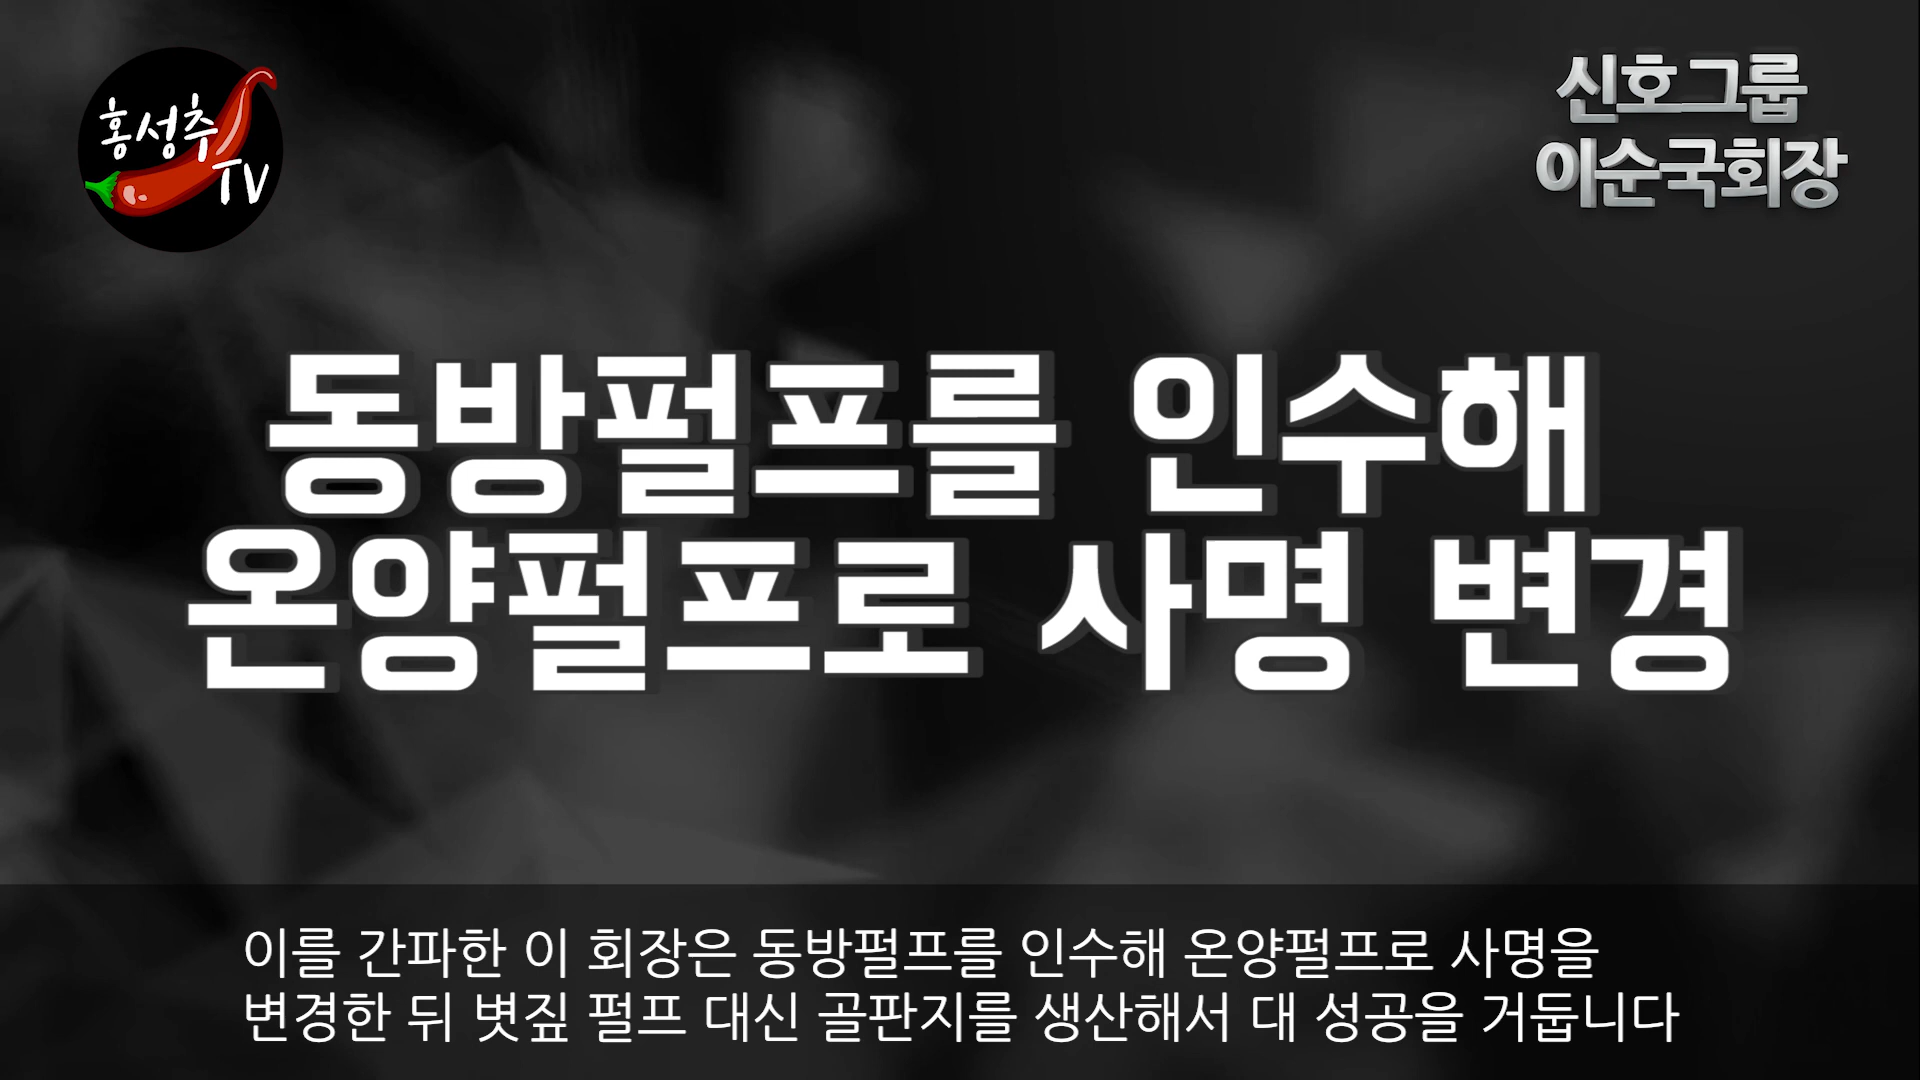 홍성추
TV
신호그룹
이순국회장
동방펄프를 인수해
온양펄프로 사명 변경
이를 간파한 이 회장은 동방펄프를 인수해 온양펄프로 사명을
변경한 뒤 볏짚 펄프 대신 골판지를 생산해서 대 성공을 거둡니다